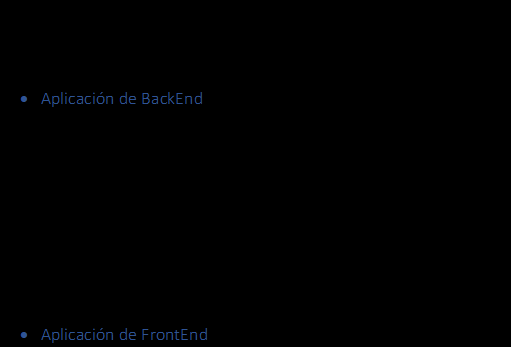 • Aplicación de BackEnd
• Aplicación de FrontEnd